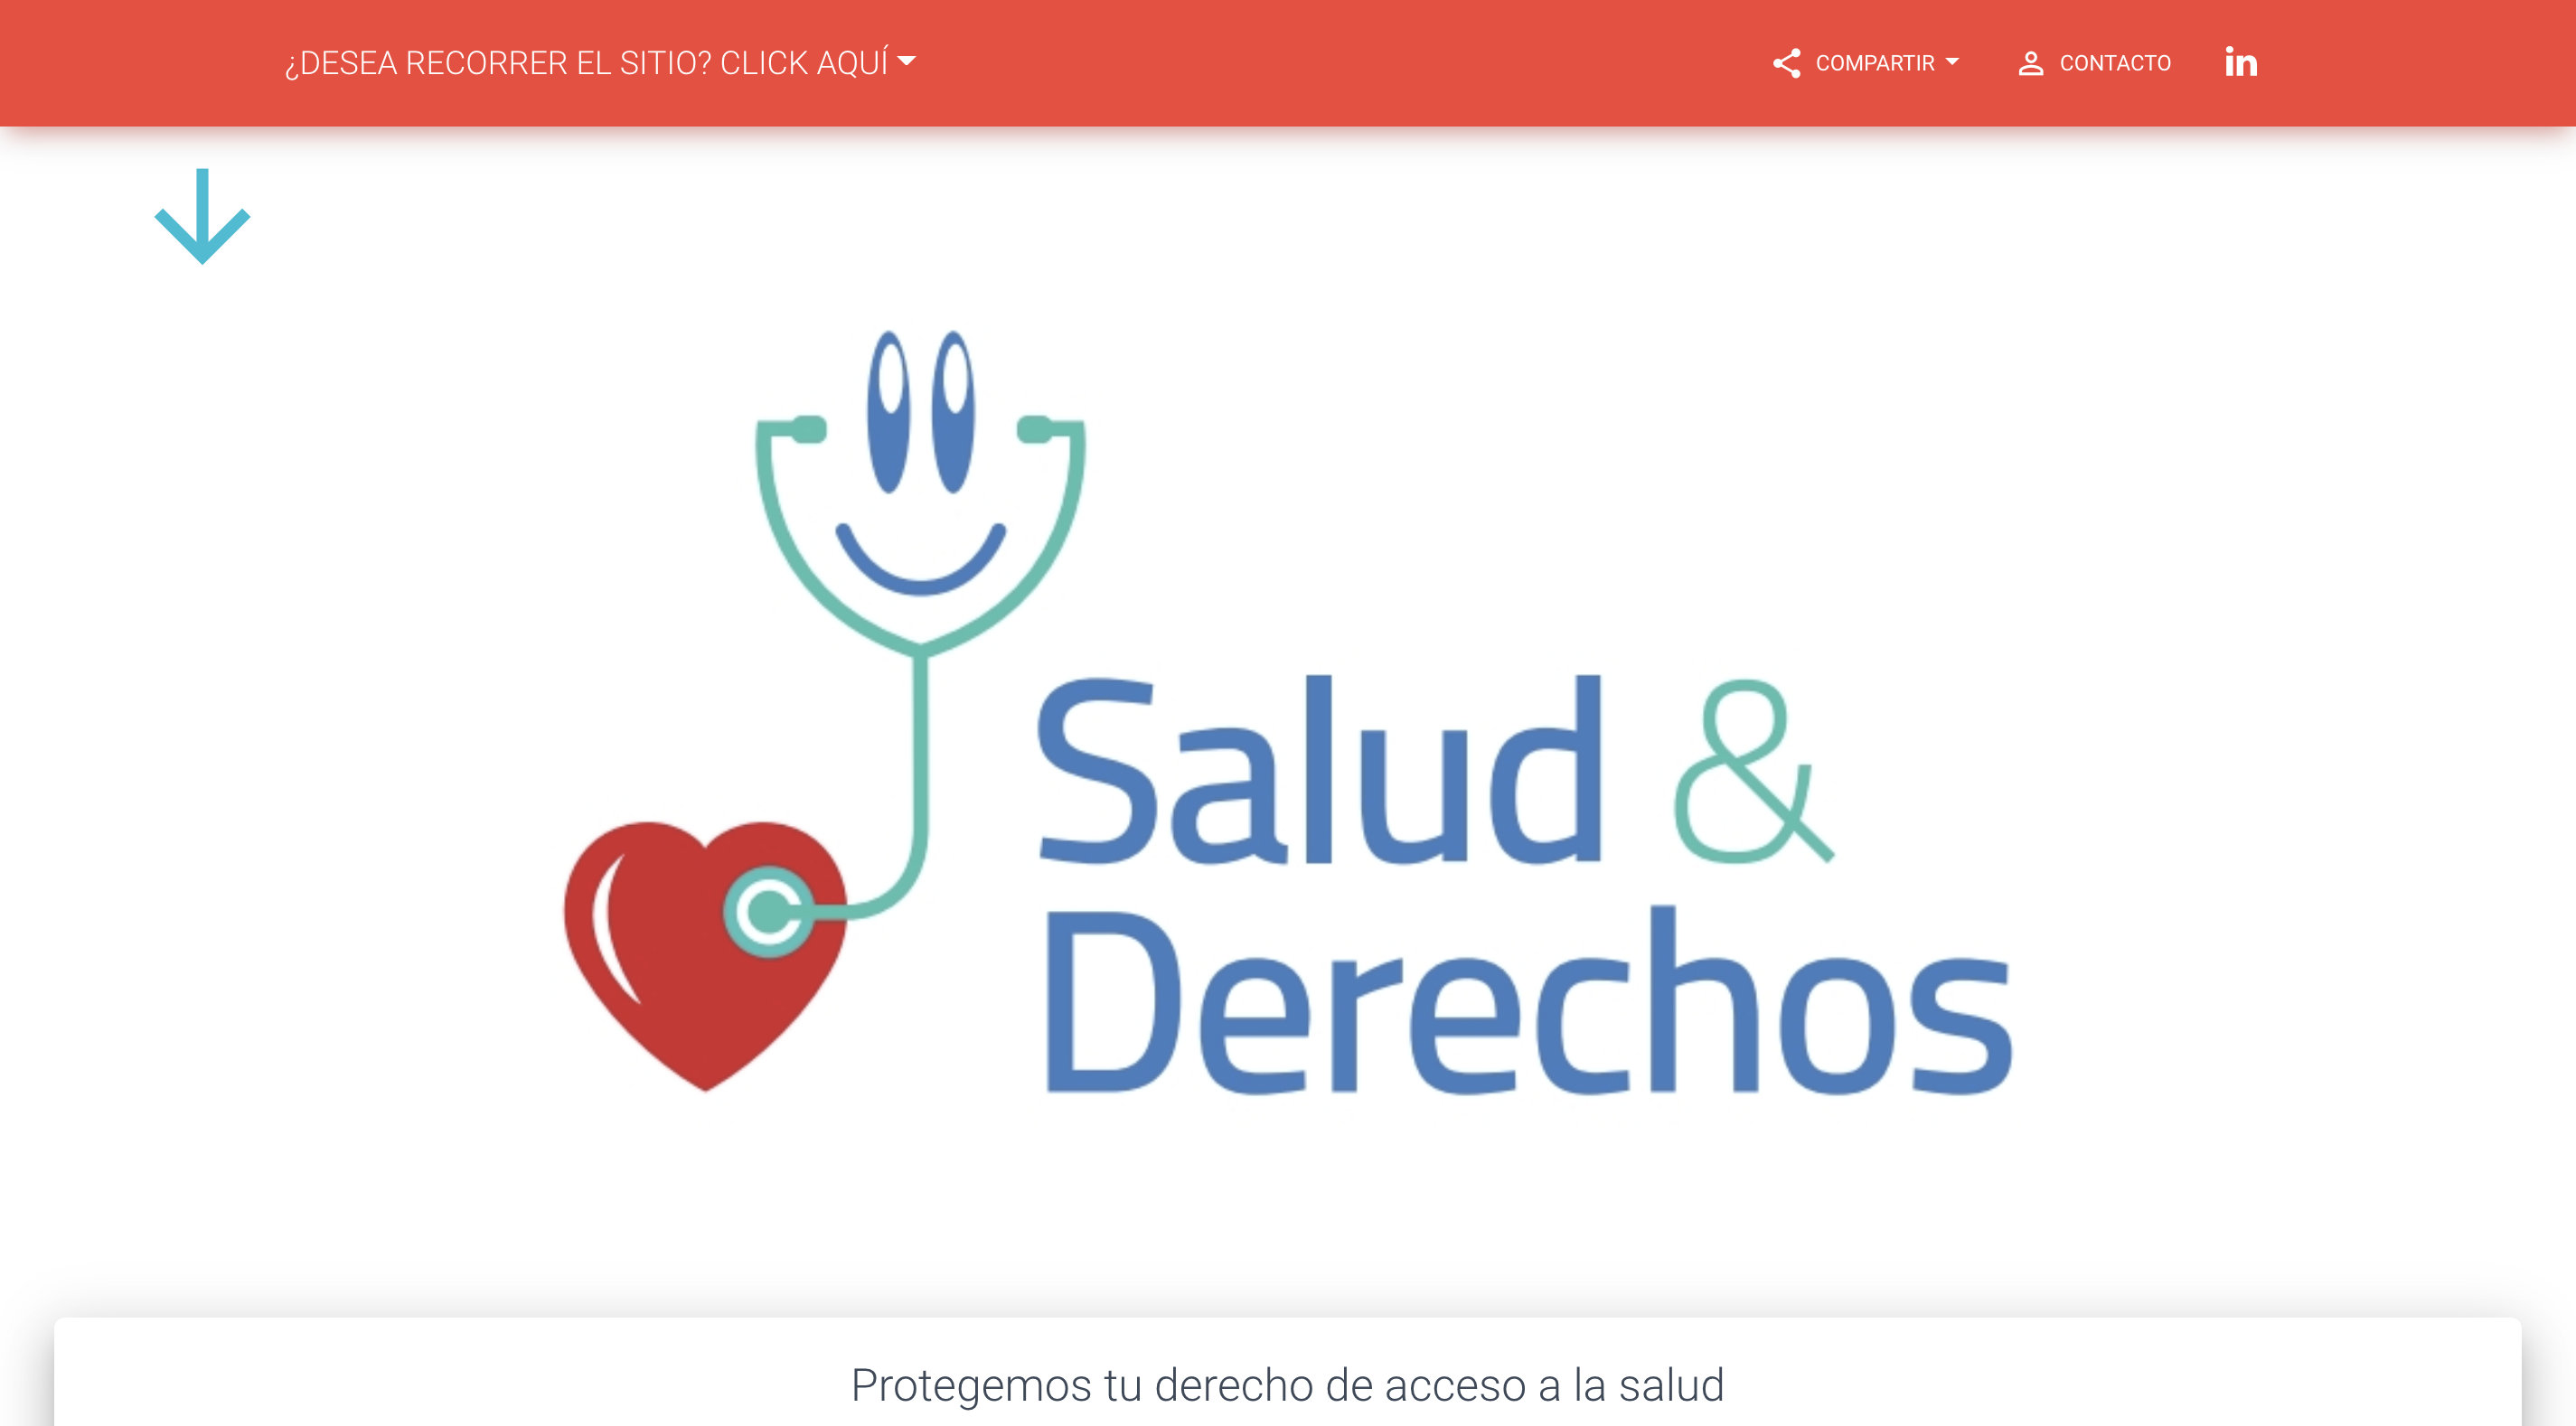 ¿DESEA RECORRER EL SITIO? CLICK AQUÍ
COMPARTIR
CONTACTO
in
Salud &
Derechos
Protegemos tu derecho de acceso a la salud